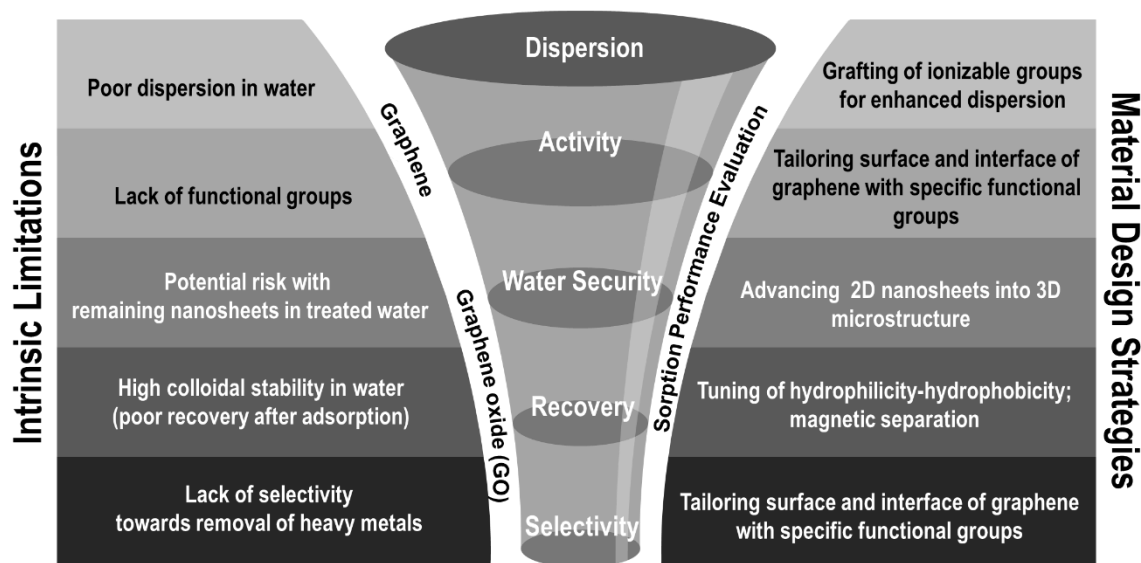 Intrinsic Limitations
Poor dispersion in water
Lack of functional groups
Potential risk with
remaining nanosheets in treated water
High colloidal stability in water
(poor recovery after adsorption)
Lack of selectivity
towards removal of heavy metals
Graphene
Graphene oxide (GO)
Dispersion
Activity
Water Security
Recovery
Selectivity
Sorption Performance Evaluation
Grafting of ionizable groups
for enhanced dispersion
Tailoring surface and interface of
graphene with specific functional
groups
Advancing 2D nanosheets into 3D
microstructure
Tuning of hydrophilicity-hydrophobicity;
magnetic separation
Tailoring surface and interface of graphene
with specific functional groups
Material Design Strategies